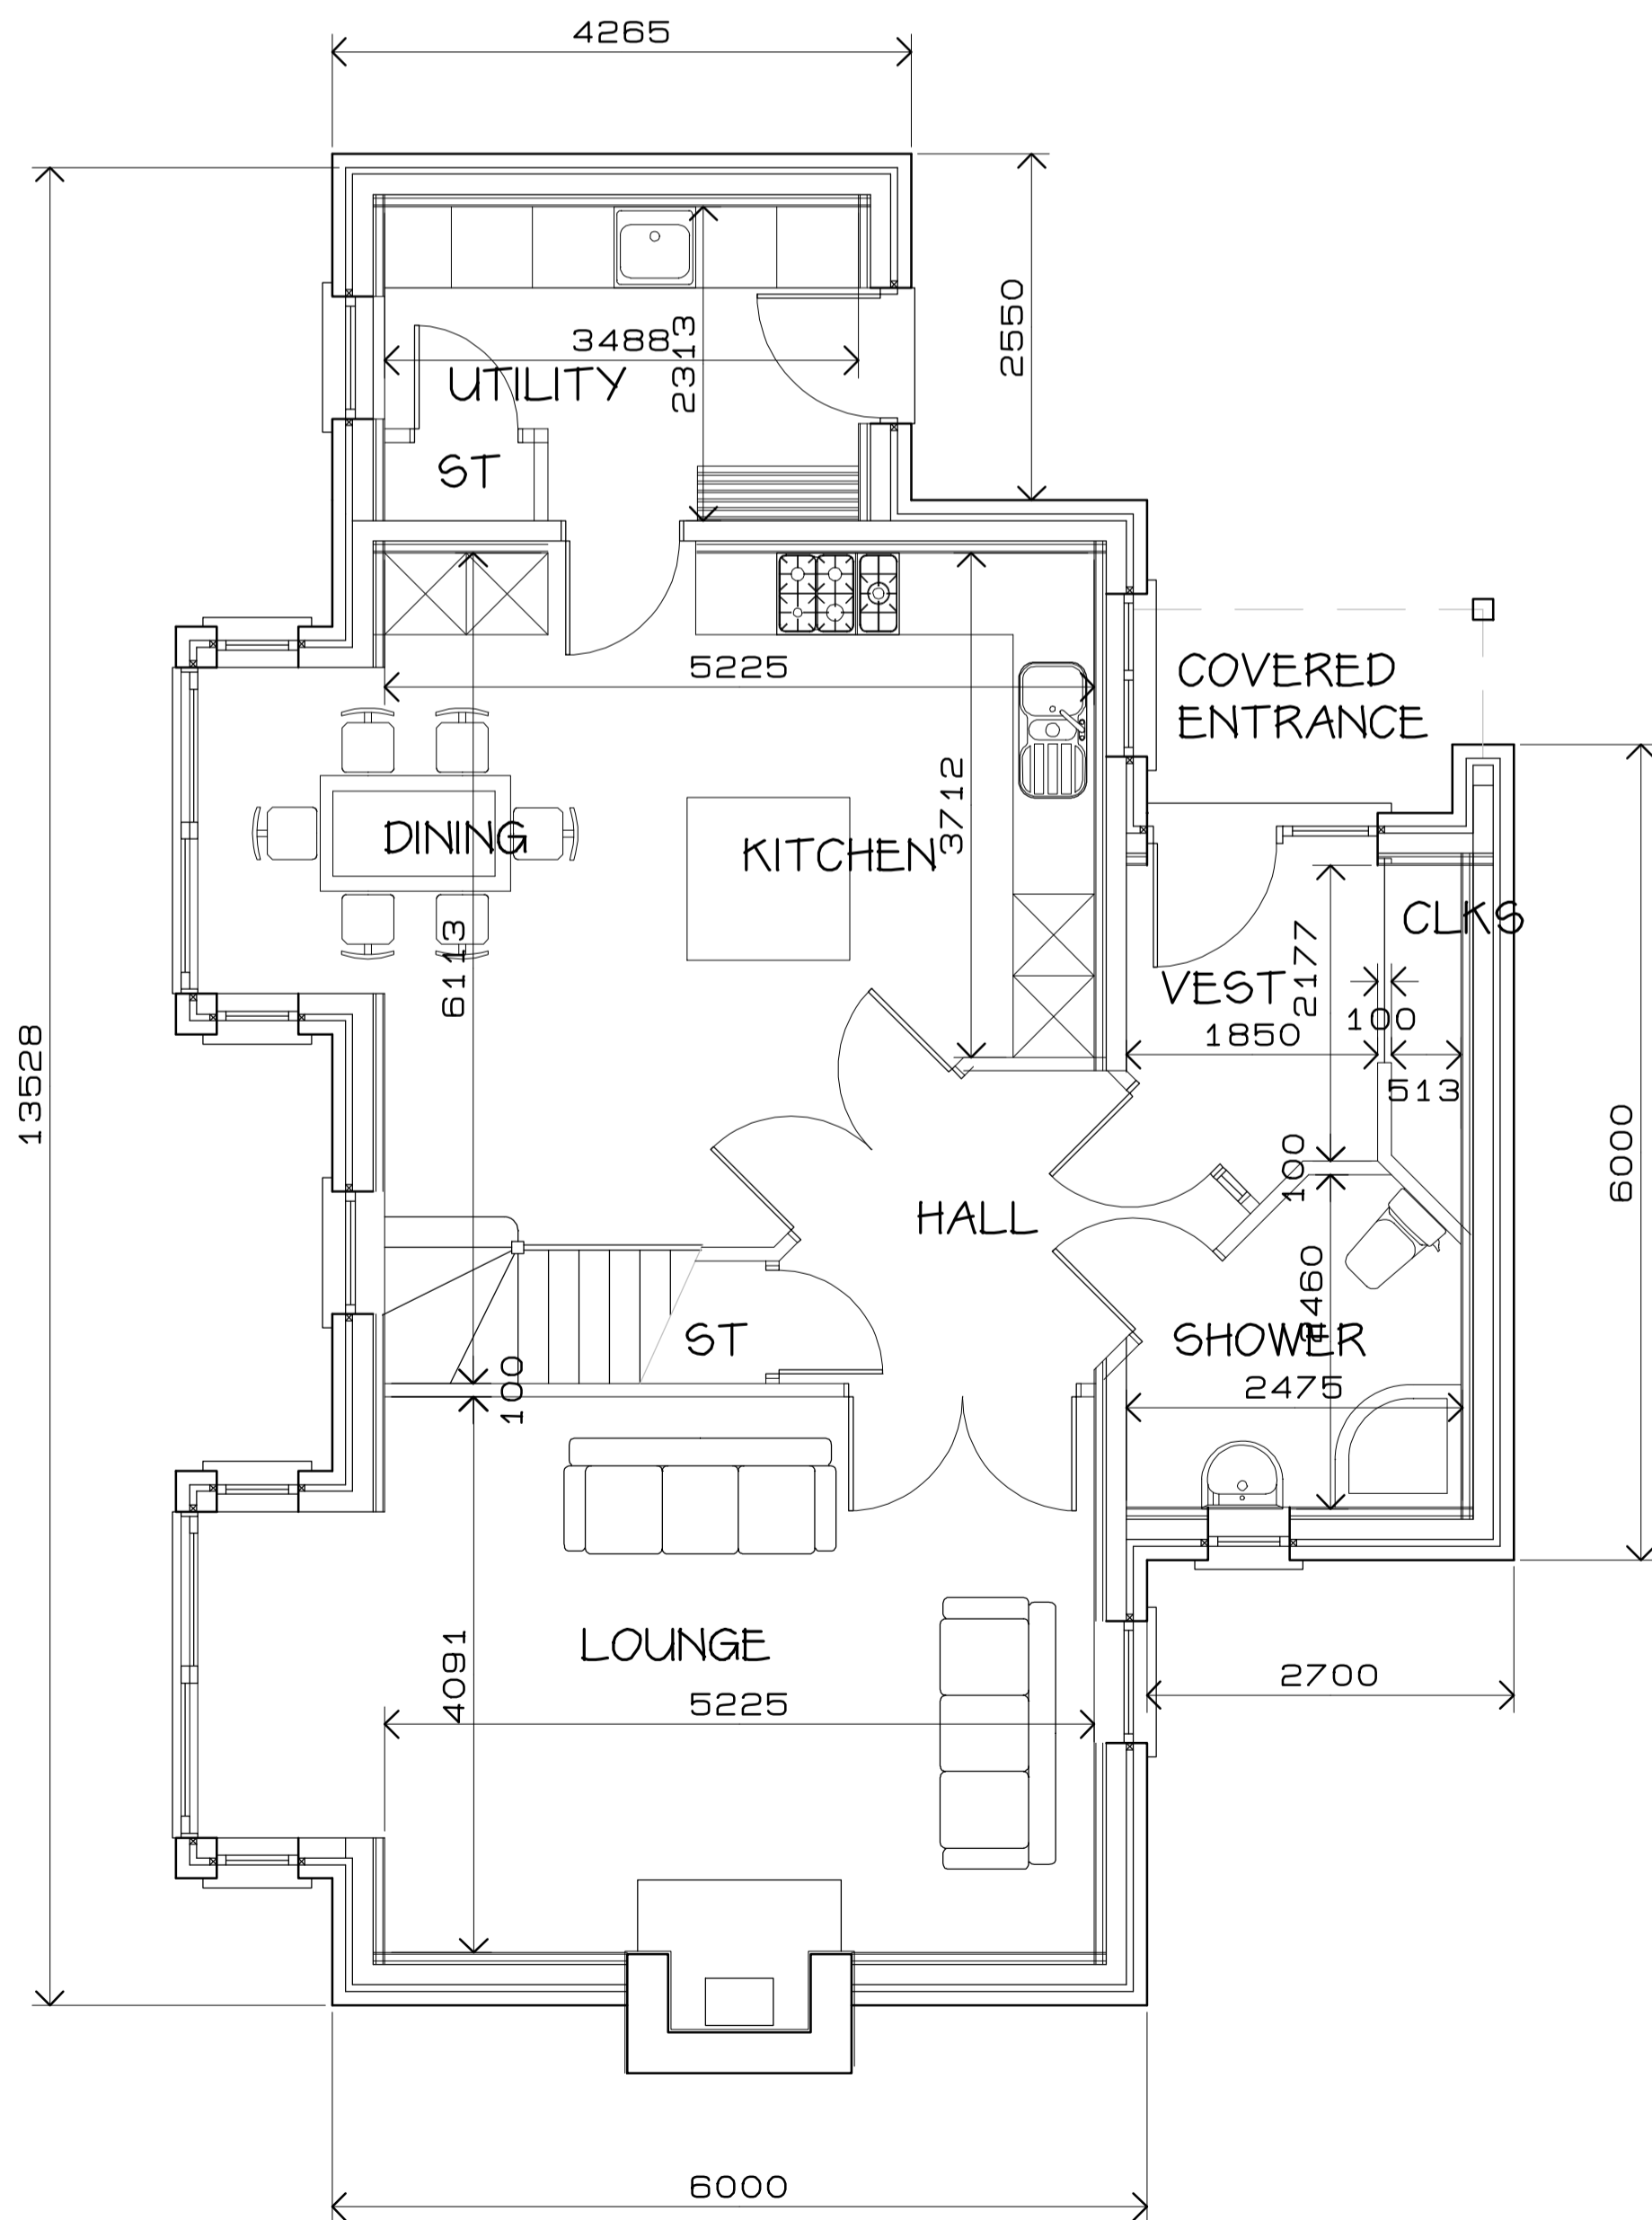 4265
2550
3488
2313
UTILITY
ST
5225
COVERED
ENTRANCE
3712
DINING
KITCHEN
6113
CLKS
2177
VEST
100
1850
513
13528
6000
100
HALL
2460
ST
SHOWER
100
2475
LOUNGE
4091
5225
2700
6000